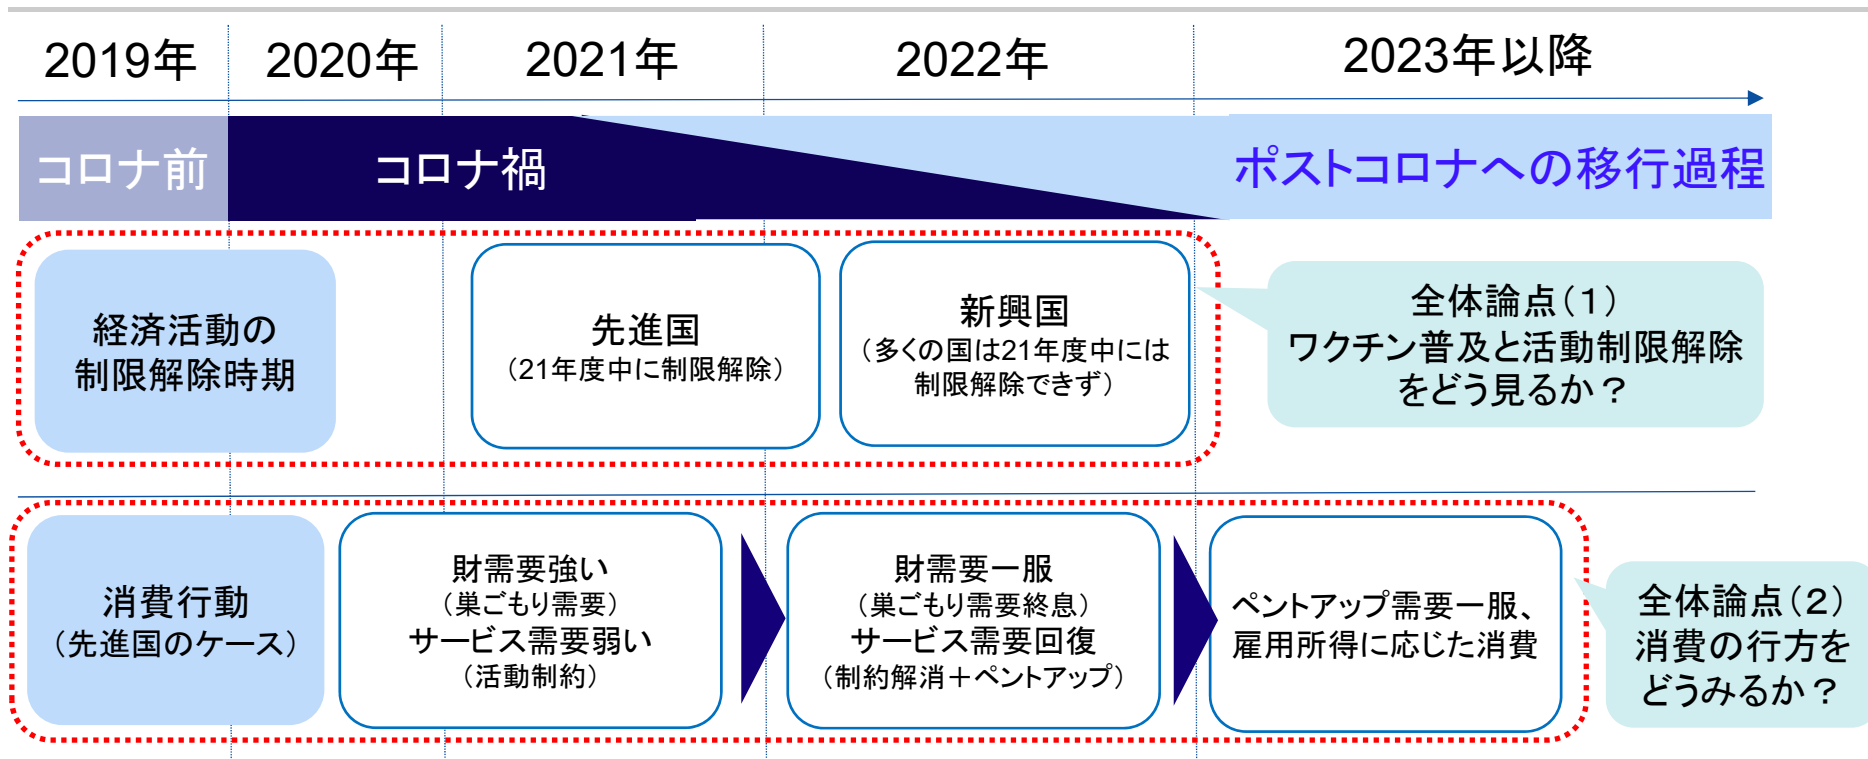 2019年
2020年
2021年
2022年
2023年以降
コロナ前
コロナ禍
ポストコロナへの移行過程
経済活動の
制限解除時期
先進国
（21年度中に制限解除）
新興国
（多くの国は21年度中には
制限解除できず）
全体論点（１）
ワクチン普及と活動制限解除
をどう見るか？
消費行動
（先進国のケース）
財需要強い
（巣ごもり需要）
サービス需要弱い
（活動制約）
財需要一服
（巣ごもり需要終息）
サービス需要回復
（制約解消＋ペントアップ）
ペントアップ需要一服、
雇用所得に応じた消費
全体論点（２）
消費の行方を
どうみるか？